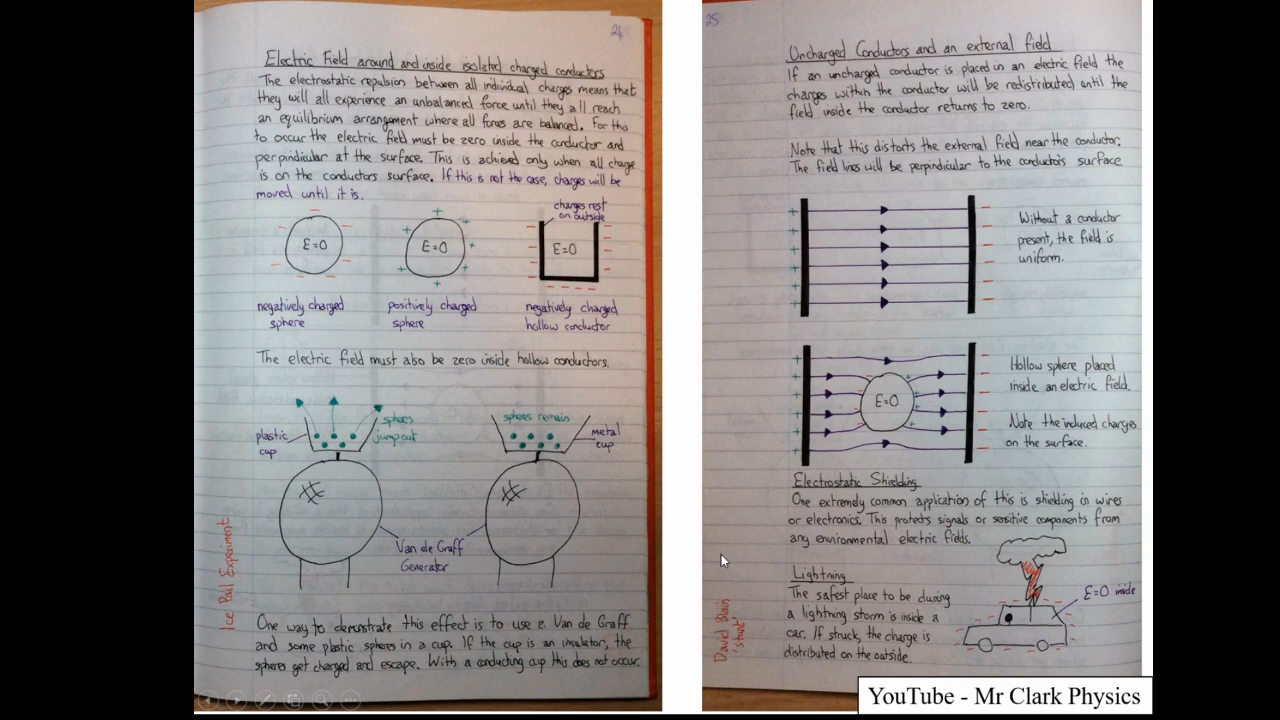 24
Electric Field around and inside isolated charged conductors
The electrostatic repulsion between all individual charges means that
they will all experience an unbalanced force until they all reach
an equilibrium arrangement where all forces are balanced. For this
to occur the electric field must be zero inside the conductor and
perpindicular at the surface. This is achieved only when all charge
is on the conductors surface. If this is not the case, charges will be
moved until it is.
charges rest
on outside
E=0
E=0
E=0
negatively charged
sphere
positively charged
sphere
negatively charged
hollow conductor
The electric field must also be zero inside hollow conductors.
plastic
cup
spheres
jump out
spheres remain
metal
cup
Van de Graff
Generator
Ice Pail Experiment
One way to demonstrate this effect is to use a Van de Graff
and some plastic spheres in a cup. If the cup is an insulator, the
spheres get charged and escape. With a conducting cup this does not occur.
25
Uncharged Conductors and an external field
If an uncharged conductor is placed in an electric field the
charges within the conductor will be redistributed until the
field inside the conductor returns to zero.
Note that this distorts the external field near the conductor.
The field lines will be perpindicular to the conductor's surface
Without a conductor
present, the field is
uniform.
E=0
Hollow sphere placed
inside an electric field.
Note the induced charges
on the surface.
Electrostatic Shielding
One extremely common application of this is shielding in wires
or electronics. This protects signals or sensitive components from
any environmental electric fields.
Lightning
The safest place to be during
a lightning storm is inside a
car. If struck, the charge is
distributed on the outside.
E=0 inside
David Blain
'stunt'
YouTube - Mr Clark Physics